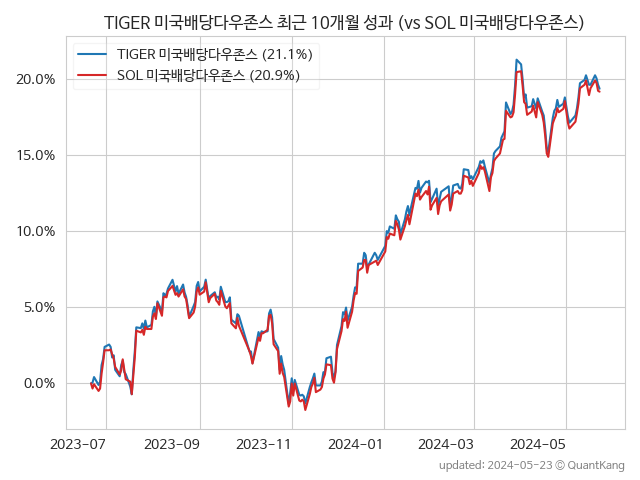 TIGER 미국배당다우존스 최근 10개월 성과 (vs SOL 미국배당다우존스)
TIGER 미국배당다우존스 (21.1%)
SOL 미국배당다우존스 (20.9%)
20.0%
15.0%
10.0%
5.0%
0.0%
2023-07 2023-09 2023-11 2024-01 2024-03 2024-05
updated: 2024-05-23 © QuantKang